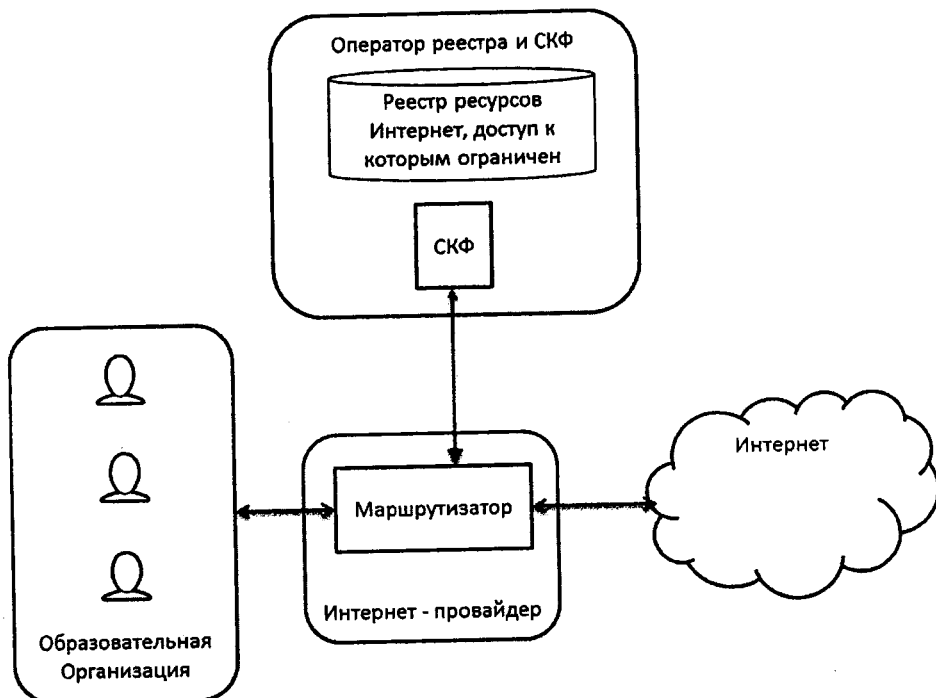 Оператор реестра и СКФ
Реестр ресурсов
Интернет, доступ к
которым ограничен
СКФ
Интернет
Маршрутизатор
Интернет - провайдер
Образовательная
Организация